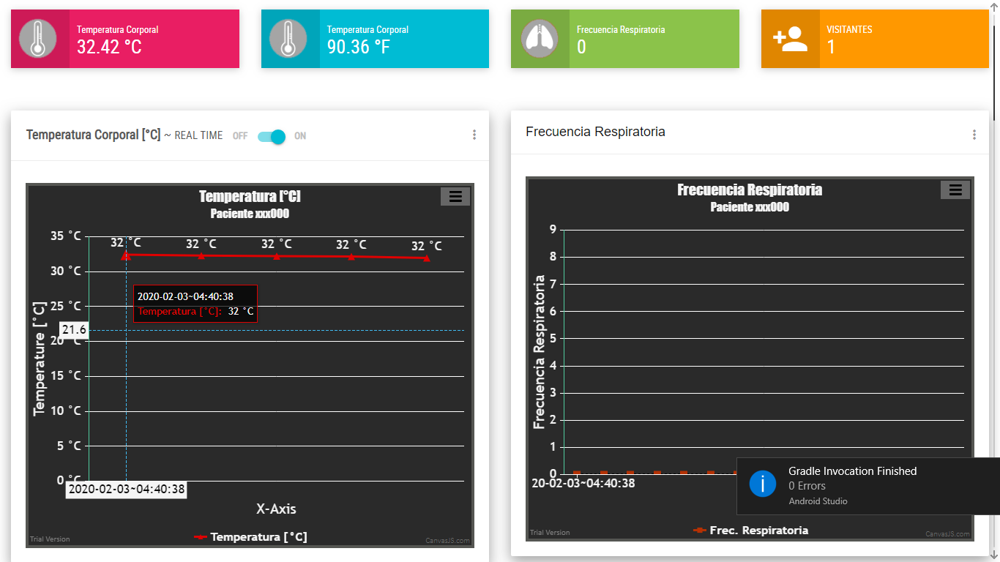 Temperatura Corporal
32.42 °C
Temperatura Corporal
90.36 °F
Frecuencia Respiratoria
0
VISITANTES
1
Temperatura Corporal [°C] ~ REAL TIME OFF ON
Temperatura [°C]
Paciente xxx000
35 °C
30 °C
25 °C
20 °C
15 °C
10 °C
5 °C
0 °C
Temperature [°C]
32 °C 32 °C 32 °C 32 °C 32 °C
2020-02-03~04:40:38
Temperatura [°C]: 32 °C
21.6
2020-02-03~04:40:38
X-Axis
Temperatura [°C]
Trial Version
CanvasJS.com
Frecuencia Respiratoria
Frecuencia Respiratoria
Paciente xxx000
9
8
7
6
5
4
3
2
1
0
Frecuencia Respiratoria
20-02-03~04:40:38
Frec. Respiratoria
Trial Version
CanvasJS.com
Gradle Invocation Finished
0 Errors
Android Studio